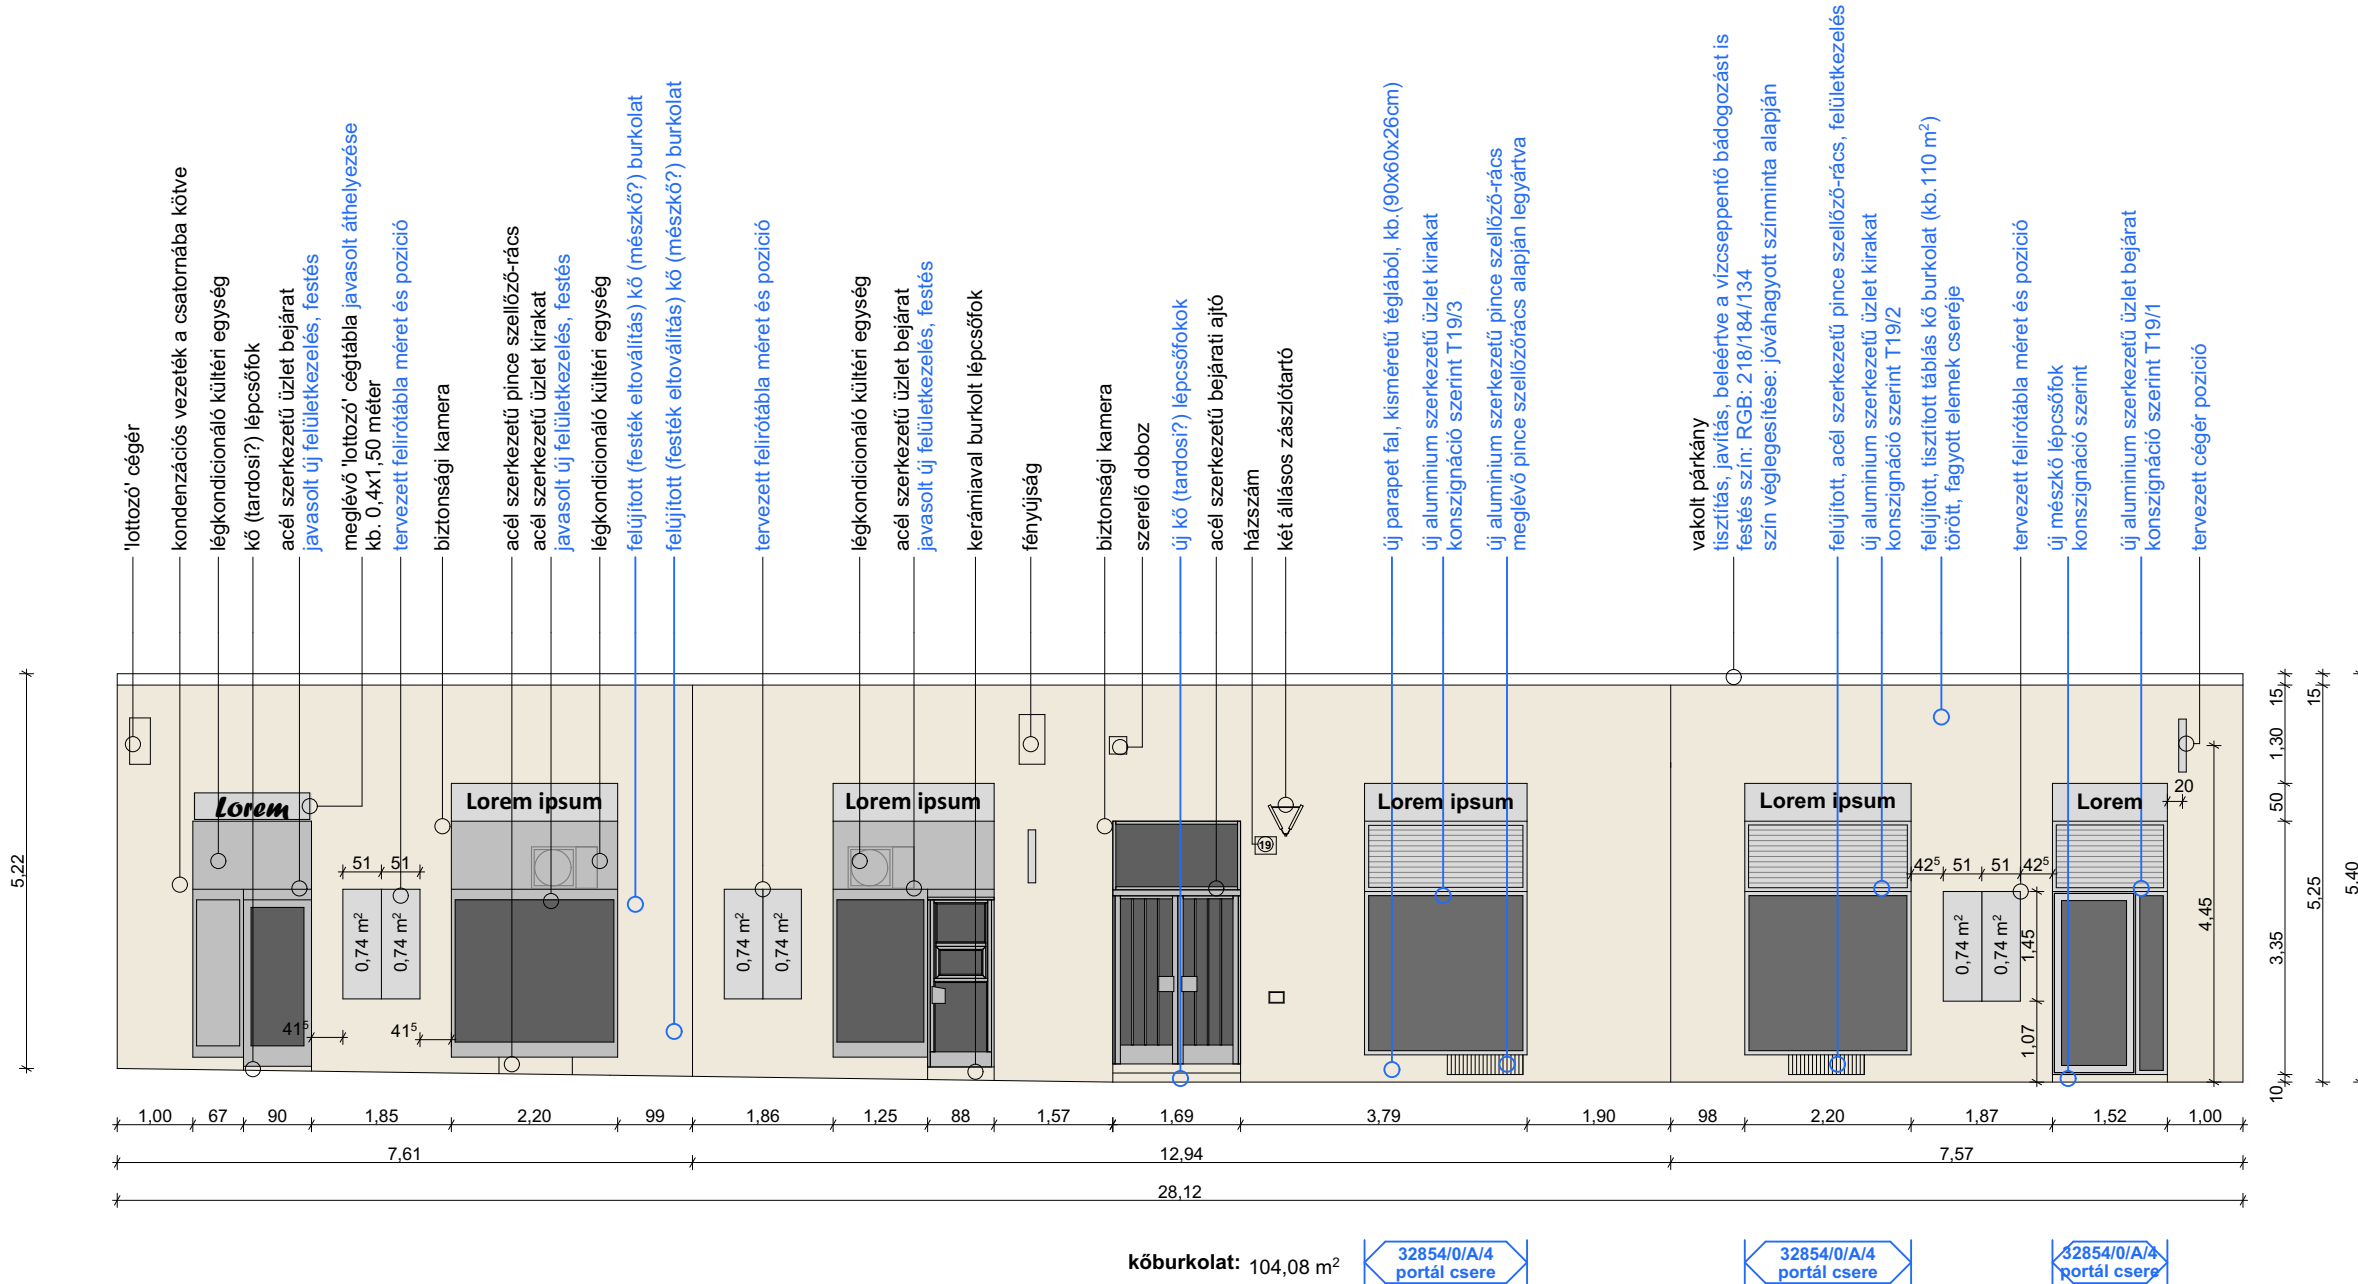 'lottozó' cégér
kondenzációs vezeték a csatornába kötve
légkondicionáló kültéri egység
kő (tardosi?) lépcsőfok
acél szerkezetű üzlet bejárat
javasolt új felületkezelés, festés
meglévő 'lottozó' cégtábla javasolt áthelyezése
kb. 0,4x1,50 méter
tervezett felirótábla méret és pozició
biztonsági kamera
acél szerkezetű pince szellőző-rács
acél szerkezetű üzlet kirakat
javasolt új felületkezelés, festés
légkondicionáló kültéri egység
felújított (festék eltoválítás) kő (mészkő?) burkolat
felújított (festék eltoválítás) kő (mészkő?) burkolat
tervezett felirótábla méret és pozició
légkondicionáló kültéri egység
acél szerkezetű üzlet bejárat
javasolt új felületkezelés, festés
kerámiaval burkolt lépcsőfok
fényújság
biztonsági kamera
szerelő doboz
új kő (tardosi?) lépcsőfokok
acél szerkezetű bejárati ajtó
házszám
két állásos zászlótartó
új parapet fal, kisméretű téglából, kb.(90x60x26cm)
új aluminium szerkezetű üzlet kirakat
konszignáció szerint T19/3
új aluminium szerkezetű pince szellőző-rács
meglévő pince szellőzőrács alapján legyártva
vakolt párkány
tisztítás, javítás, beleértve a vízcseppentő bádogozást is
festés szín: RGB: 218/184/134
szín véglegesítése: jóváhagyott színminta alapján
felújított, acél szerkezetű pince szellőző-rács, felületkezelés
új aluminium szerkezetű üzlet kirakat
konszignáció szerint T19/2
felújított, tisztított táblás kő burkolat (kb.110 m²)
törött, fagyott elemek cseréje
tervezett felirótábla méret és pozició
új mészkő lépcsőfok
konszignáció szerint
új aluminium szerkezetű üzlet bejárat
konszignáció szerint T19/1
tervezett cégér pozició
Lorem
Lorem ipsum
Lorem ipsum
Lorem ipsum
Lorem ipsum
Lorem
19
51 51
0,74 m²
0,74 m²
41⁵
41⁵
0,74 m²
0,74 m²
42⁵ 51 51 42⁵
0,74 m²
0,74 m²
1,45
1,07
20
4,45
5,22
15
1,30
50
3,35
10
15
5,25
5,40
1,00 67 90 1,85 2,20 99 1,86 1,25 88 1,57 1,69 3,79 1,90 98 2,20 1,87 1,52 1,00
7,61 12,94 7,57
28,12
kőburkolat: 104,08 m²
32854/0/A/4
portál csere
32854/0/A/4
portál csere
32854/0/A/4
portál csere